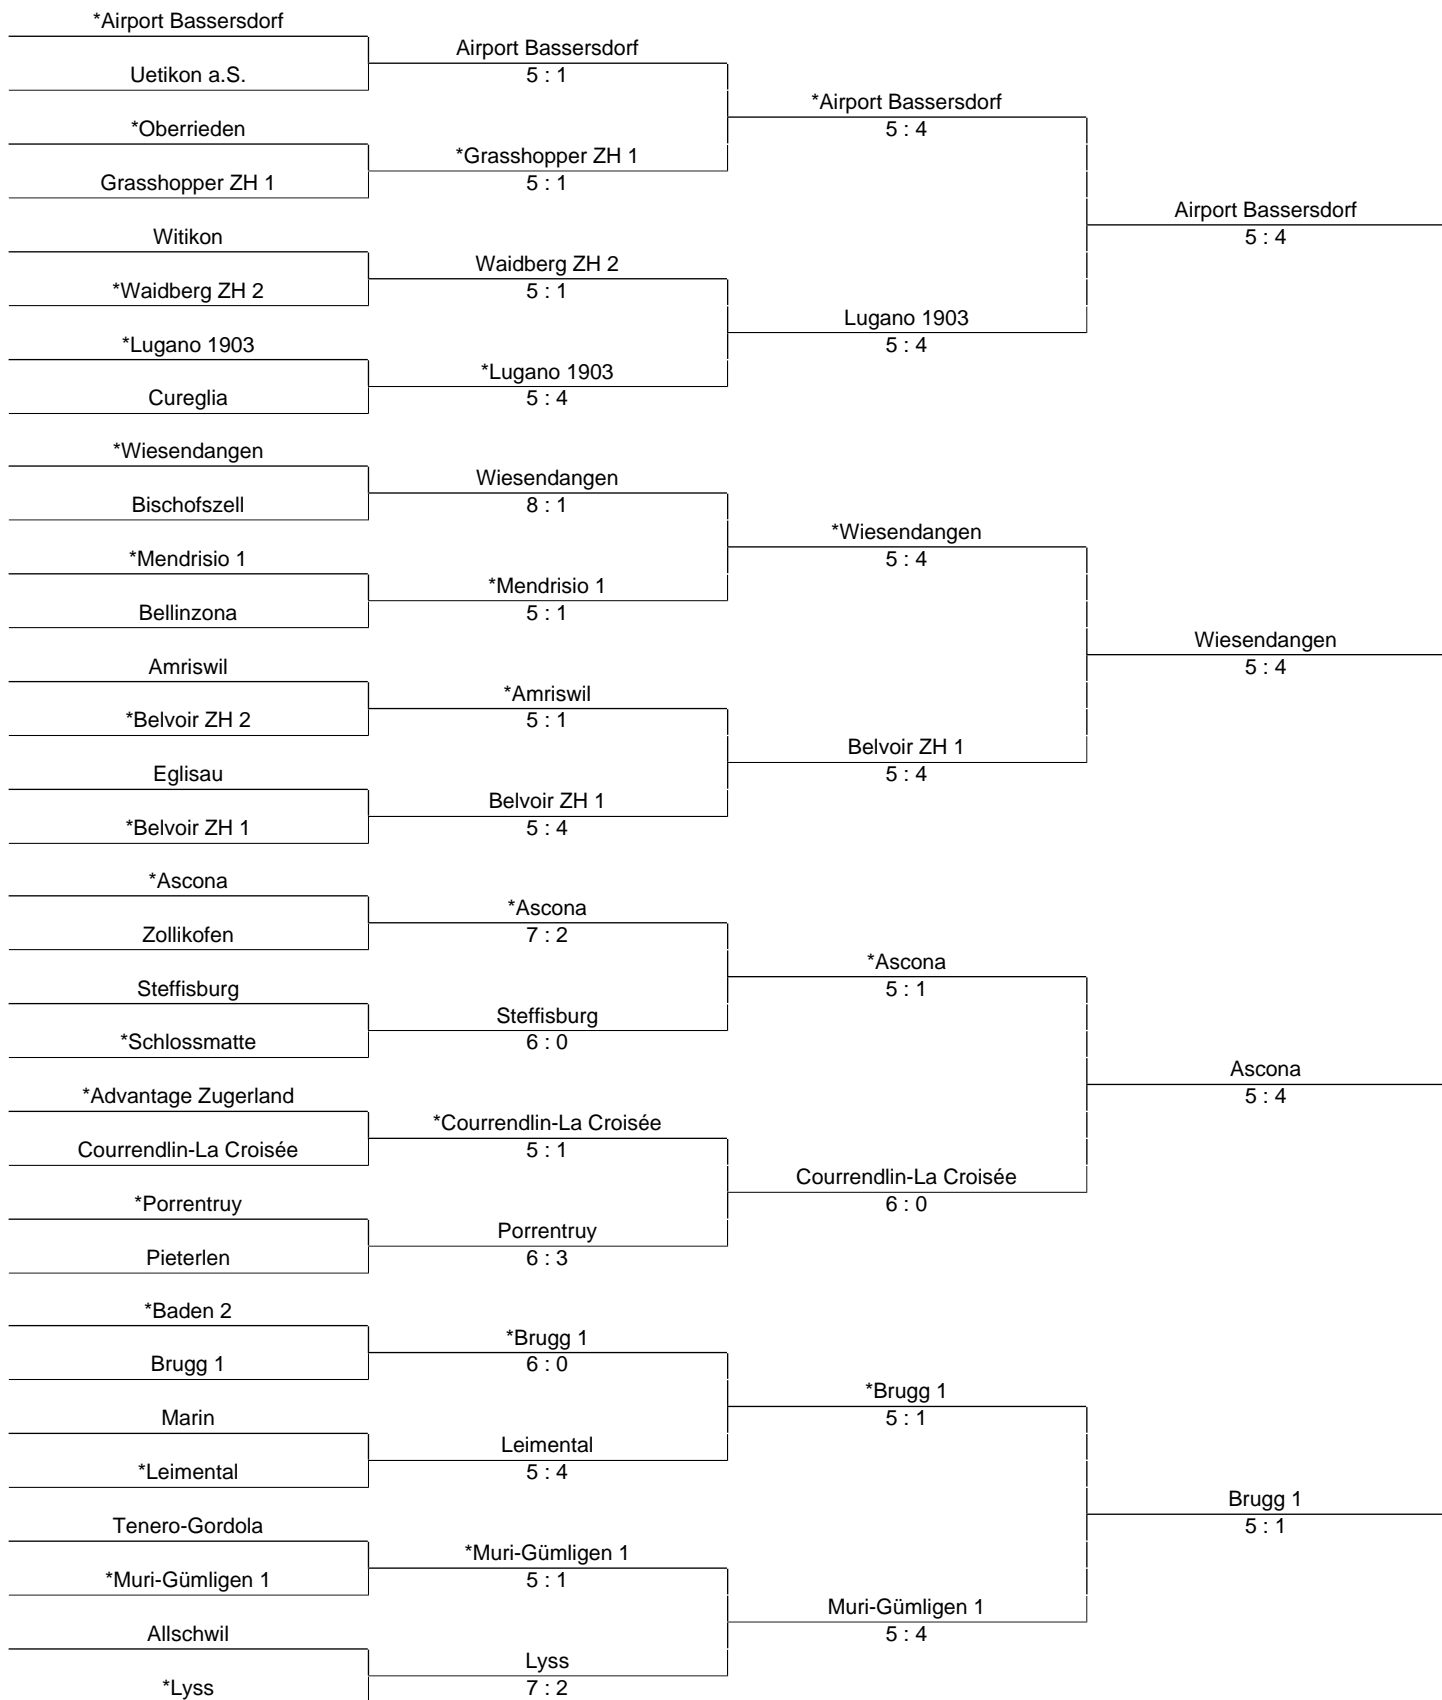 *Airport Bassersdorf
Uetikon a.S.
*Oberrieden
Grasshopper ZH 1
Witikon
*Waidberg ZH 2
*Lugano 1903
Cureglia
*Wiesendangen
Bischofszell
*Mendrisio 1
Bellinzona
Amriswil
*Belvoir ZH 2
Eglisau
*Belvoir ZH 1
*Ascona
Zollikofen
Steffisburg
*Schlossmatte
*Advantage Zugerland
Courrendlin-La Croisée
*Porrentruy
Pieterlen
*Baden 2
Brugg 1
Marin
*Leimental
Tenero-Gordola
*Muri-Gümligen 1
Allschwil
*Lyss
Airport Bassersdorf
5 : 1
*Grasshopper ZH 1
5 : 1
Waidberg ZH 2
5 : 1
*Lugano 1903
5 : 4
Wiesendangen
8 : 1
*Mendrisio 1
5 : 1
*Amriswil
5 : 1
Belvoir ZH 1
5 : 4
*Ascona
7 : 2
Steffisburg
6 : 0
*Courrendlin-La Croisée
5 : 1
Porrentruy
6 : 3
*Brugg 1
6 : 0
Leimental
5 : 4
*Muri-Gümligen 1
5 : 1
Lyss
7 : 2
*Airport Bassersdorf
5 : 4
Lugano 1903
5 : 4
*Wiesendangen
5 : 4
Belvoir ZH 1
5 : 4
*Ascona
5 : 1
Courrendlin-La Croisée
6 : 0
*Brugg 1
5 : 1
Muri-Gümligen 1
5 : 4
Airport Bassersdorf
5 : 4
Wiesendangen
5 : 4
Ascona
5 : 4
Brugg 1
5 : 1